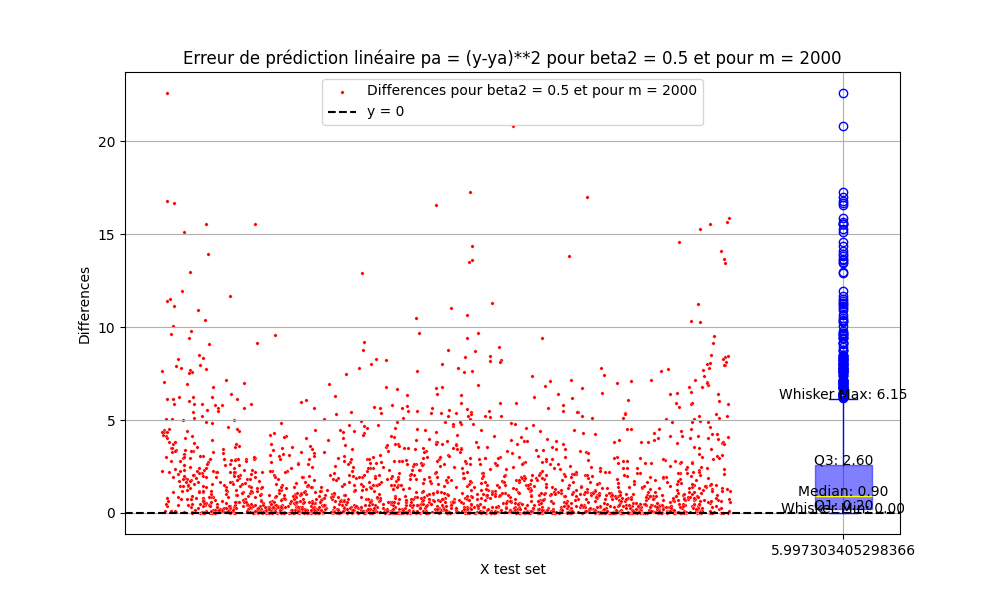 Erreur de prédiction linéaire pa = (y-ya)**2 pour beta2 = 0.5 et pour m = 2000
Differences pour beta2 = 0.5 et pour m = 2000
y = 0
20
15
10
5
0
Differences
Whisker Max: 6.15
Q3: 2.60
Median: 0.90
Q1: 0.20
Whisker Min: 0.00
5.997303405298366
X test set